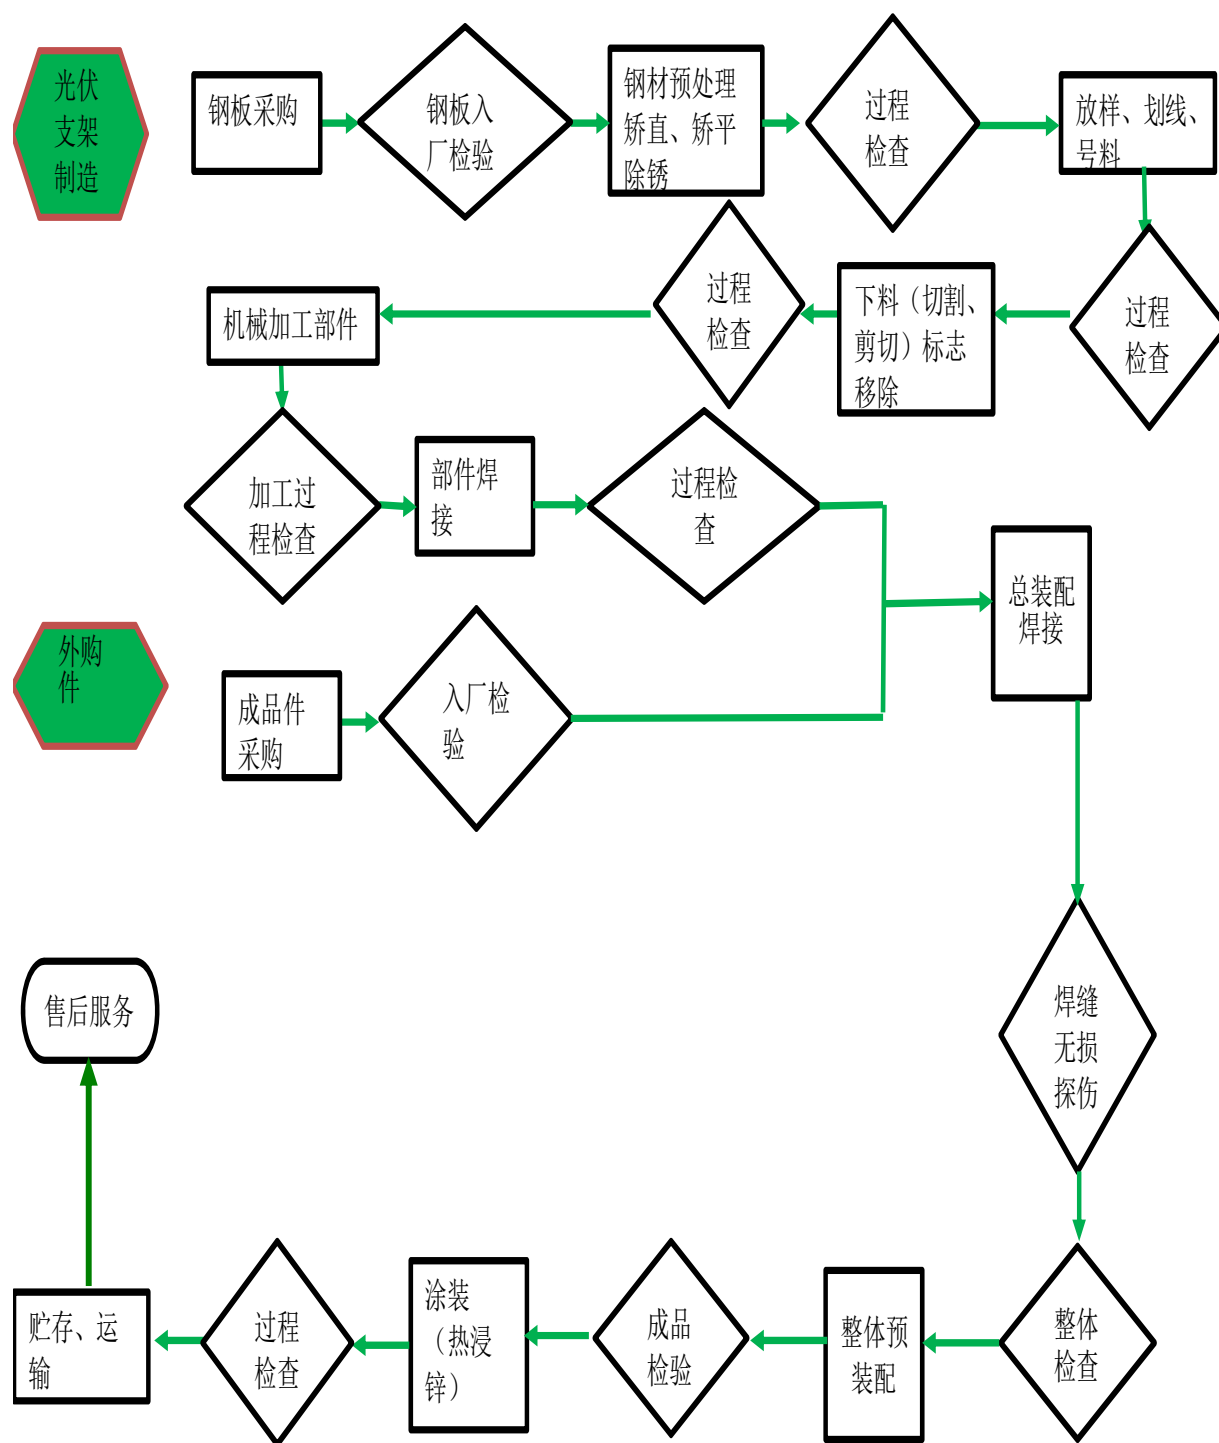 光伏
支架
制造
钢板采购
钢板入
厂检验
钢材预处理
矫直、矫平
除锈
过程
检查
放样、划线、
号料
过程
检查
下料（切割、
剪切）标志
移除
过程
检查
机械加工部件
加工过
程检查
部件焊
接
过程检
查
外购
件
成品件
采购
入厂检
验
总装配
焊接
焊缝
无损
探伤
整体
检查
整体预
装配
成品
检验
涂装
（热浸
锌）
过程
检查
贮存、运
输
售后服务